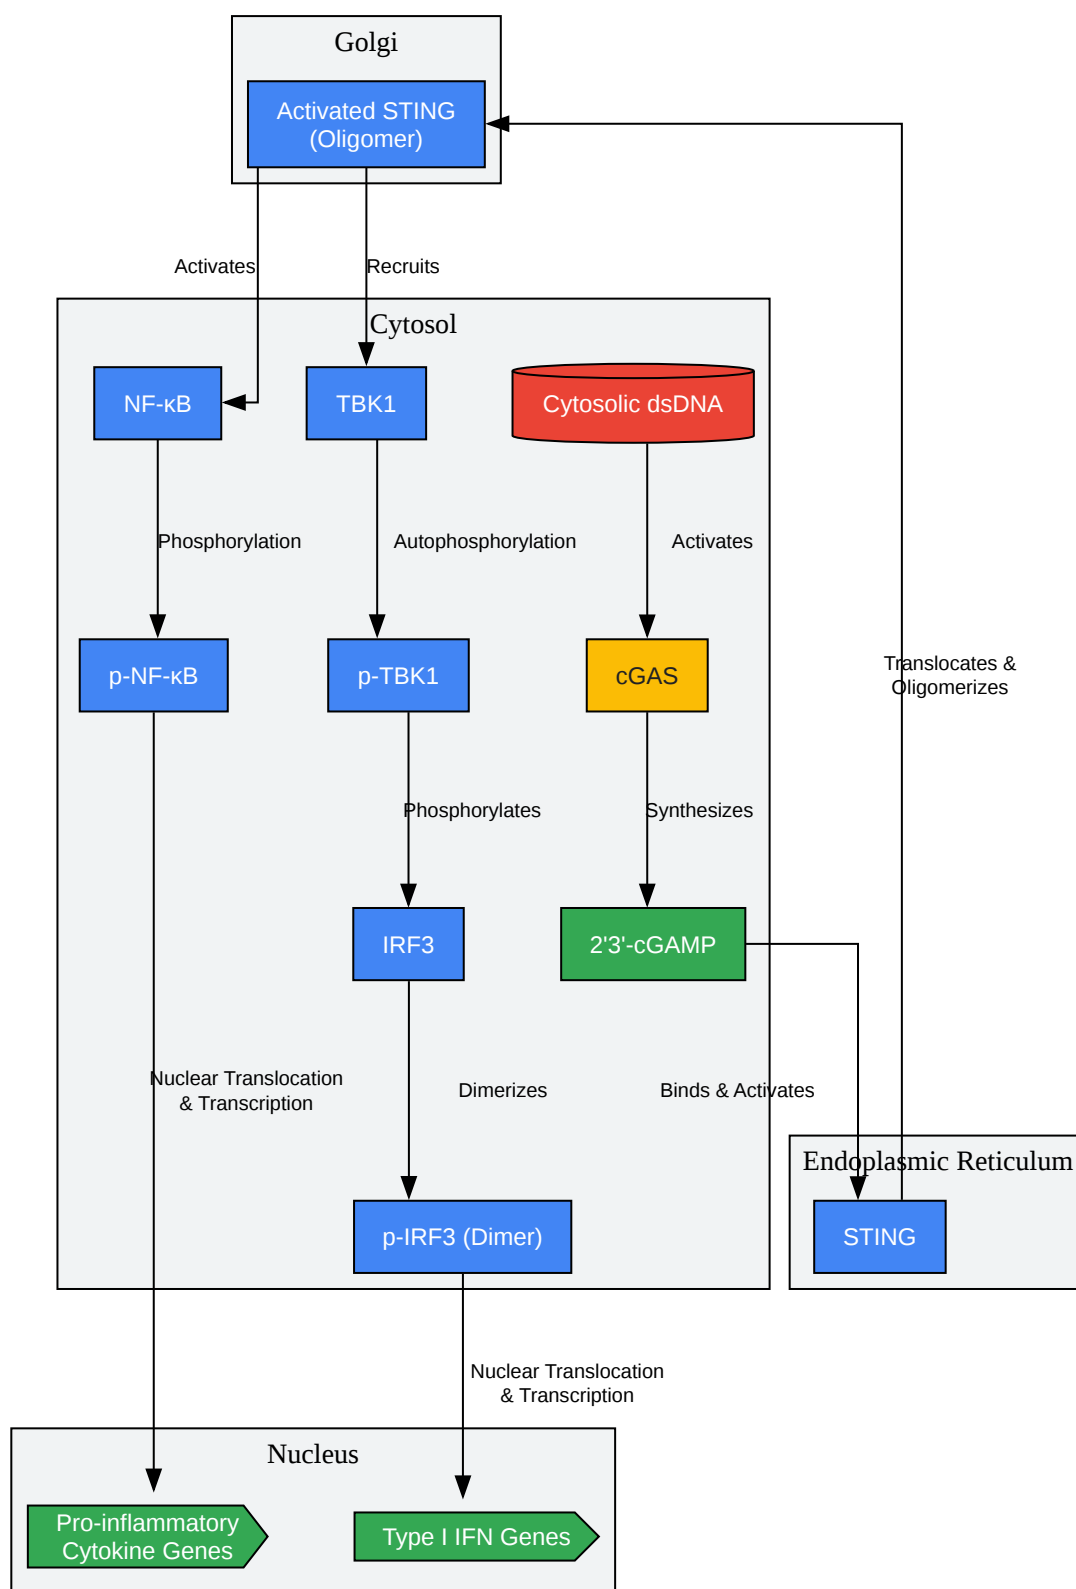 Golgi
Activated STING
(Oligomer)
Activates
Recruits
Cytosol
NF-κB
TBK1
Cytosolic dsDNA
Phosphorylation
Autophosphorylation
Activates
p-NF-κB
p-TBK1
cGAS
Translocates &
Oligomerizes
Phosphorylates
Synthesizes
IRF3
2'3'-cGAMP
Nuclear Translocation
& Transcription
Dimerizes
Binds & Activates
Endoplasmic Reticulum
p-IRF3 (Dimer)
STING
Nuclear Translocation
& Transcription
Nucleus
Pro-inflammatory
Cytokine Genes
Type I IFN Genes